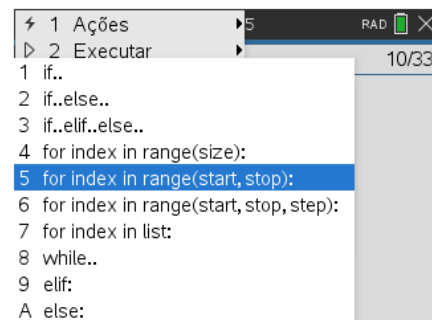 1 Ações 5 RAD
2 Executar 10/33
1 if..
2 if..else..
3 if..elif..else..
4 for index in range(size):
5 for index in range(start,stop):
6 for index in range(start,stop,step):
7 for index in list:
8 while..
9 elif:
A else: